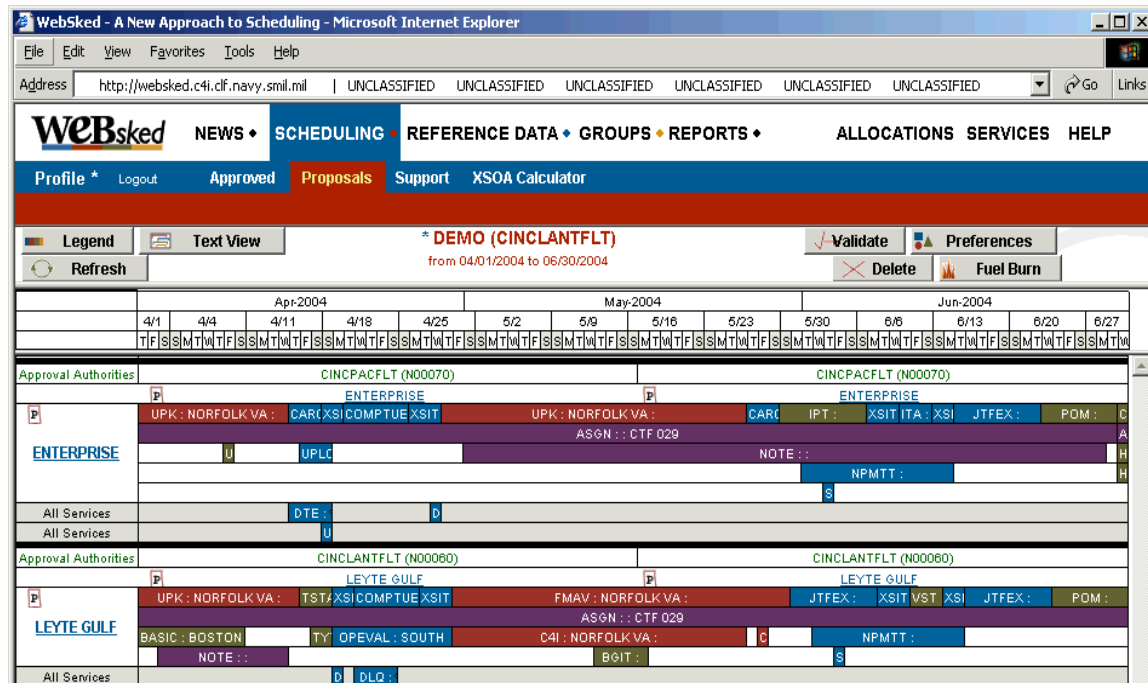 WebSked - A New Approach to Scheduling - Microsoft Internet Explorer
File Edit View Favorites Tools Help
Address http://websked.c4i.clf.navy.smil.mil | UNCLASSIFIED UNCLASSIFIED UNCLASSIFIED UNCLASSIFIED UNCLASSIFIED UNCLASSIFIED Go Links
WEBsked NEWS SCHEDULING REFERENCE DATA GROUPS REPORTS ALLOCATIONS SERVICES HELP
Profile * Logout Approved Proposals Support XSOA Calculator
Legend Text View * DEMO (CINCLANTFLT) Validate Preferences
Refresh from 04/01/2004 to 06/30/2004 Delete Fuel Burn
Apr-2004 May-2004 Jun-2004
4/1 4/4 4/11 4/18 4/25 5/2 5/9 5/16 5/23 5/30 6/6 6/13 6/20 6/27
T F S S M T W T F S S M T W T F S S M T W T F S S M T W T F S S M T W T F S S M T W T F S S M T W T F S S M T W T F S S M T W T F S S M T W T F S S M T W T F S S M T W T F S S M T W T F S S M T W
Approval Authorities CINCPACFLT (N00070) CINCPACFLT (N00070)
P ENTERPRISE P ENTERPRISE
P UPK : NORFOLK VA : CARC XSI COMPTUE XSIT UPK : NORFOLK VA : CARC IPT : XSIT ITA : XSI JTFEX : POM : C
ASGN : : CTF 029 A
ENTERPRISE U UPLC NOTE : : H
NPMTT : H
S
All Services DTE : D
All Services U
Approval Authorities CINCLANTFLT (N00060) CINCLANTFLT (N00060)
P LEYTE GULF P LEYTE GULF
P UPK : NORFOLK VA : TSTA XSI COMPTUE XSIT FMAV : NORFOLK VA : JTFEX : XSIT VST XSI JTFEX : POM :
ASGN : : CTF 029
LEYTE GULF BASIC : BOSTON TY OPEVAL : SOUTH C4I : NORFOLK VA : C NPMTT :
NOTE : : BGIT : S
All Services D DLQ :